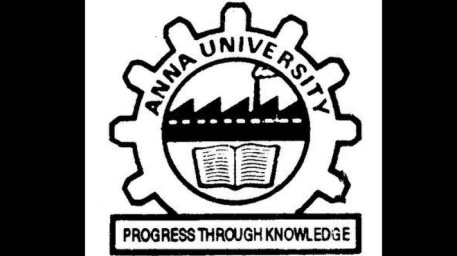 ANNA UNIVERSITY
PROGRESS THROUGH KNOWLEDGE